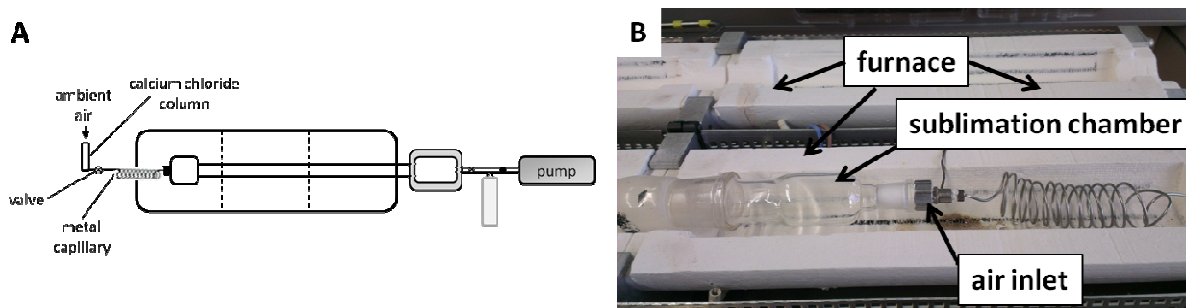 A
ambient
air
calcium chloride
column
valve
metal
capillary
pump
B
furnace
sublimation chamber
air inlet